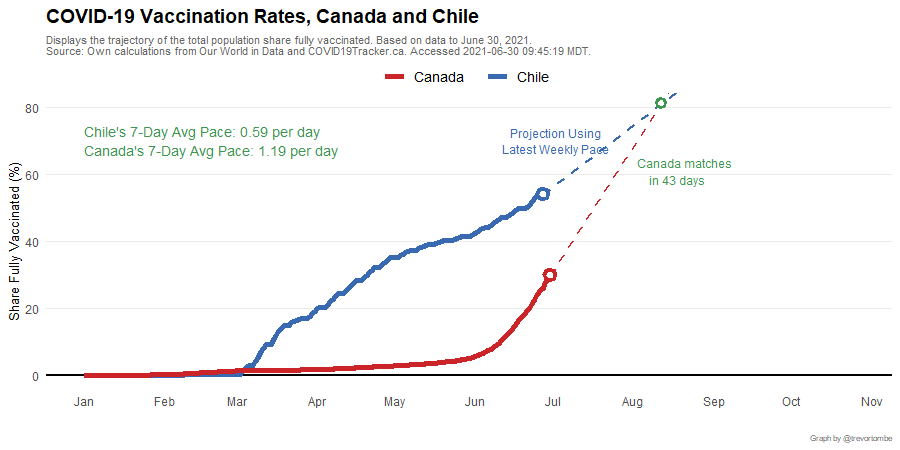 COVID-19 Vaccination Rates, Canada and Chile
Displays the trajectory of the total population share fully vaccinated. Based on data to June 30, 2021.
Source: Own calculations from Our World in Data and COVID19Tracker.ca. Accessed 2021-06-30 09:45:19 MDT.
Canada Chile
Chile's 7-Day Avg Pace: 0.59 per day
Canada's 7-Day Avg Pace: 1.19 per day
Projection Using
Latest Weekly Pace
Canada matches
in 43 days
Share Fully Vaccinated (%)
80
60
40
20
0
Jan Feb Mar Apr May Jun Jul Aug Sep Oct Nov
Graph by @trevortombe